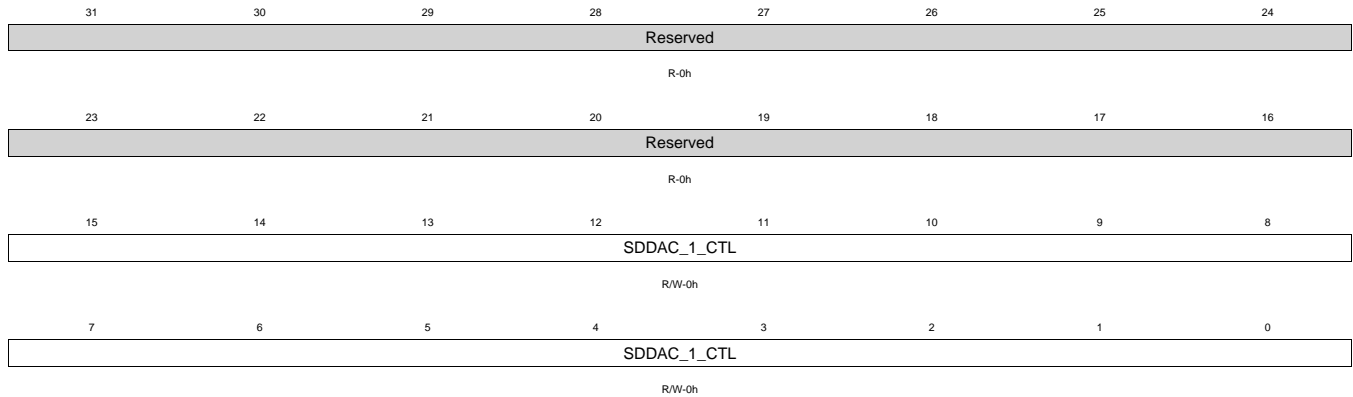 31 30 29 28 27 26 25 24
Reserved
R-0h
23 22 21 20 19 18 17 16
Reserved
R-0h
15 14 13 12 11 10 9 8
SDDAC_1_CTL
R/W-0h
7 6 5 4 3 2 1 0
SDDAC_1_CTL
R/W-0h